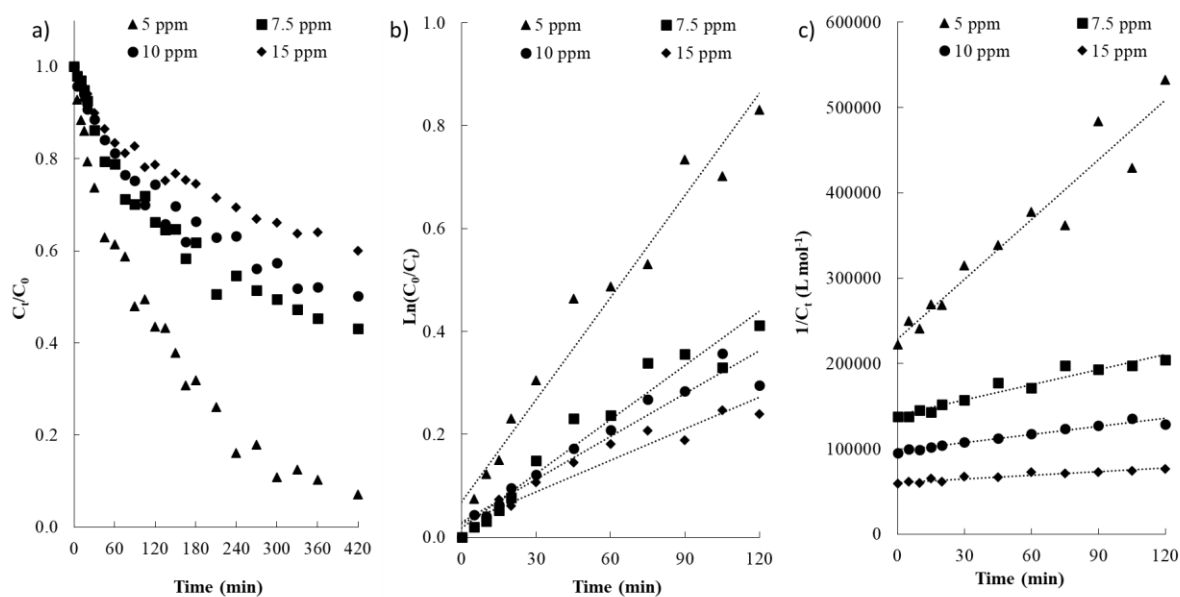 a)
5 ppm
7.5 ppm
10 ppm
15 ppm
1.0
0.8
0.6
0.4
0.2
0.0
Cₜ/C₀
0 60 120 180 240 300 360 420
Time (min)
b)
5 ppm
7.5 ppm
10 ppm
15 ppm
1.0
0.8
0.6
0.4
0.2
0.0
Ln(C₀/Cₜ)
0 30 60 90 120
Time (min)
c)
5 ppm
7.5 ppm
10 ppm
15 ppm
600000
500000
400000
300000
200000
100000
0
1/Cₜ (L mol⁻¹)
0 30 60 90 120
Time (min)